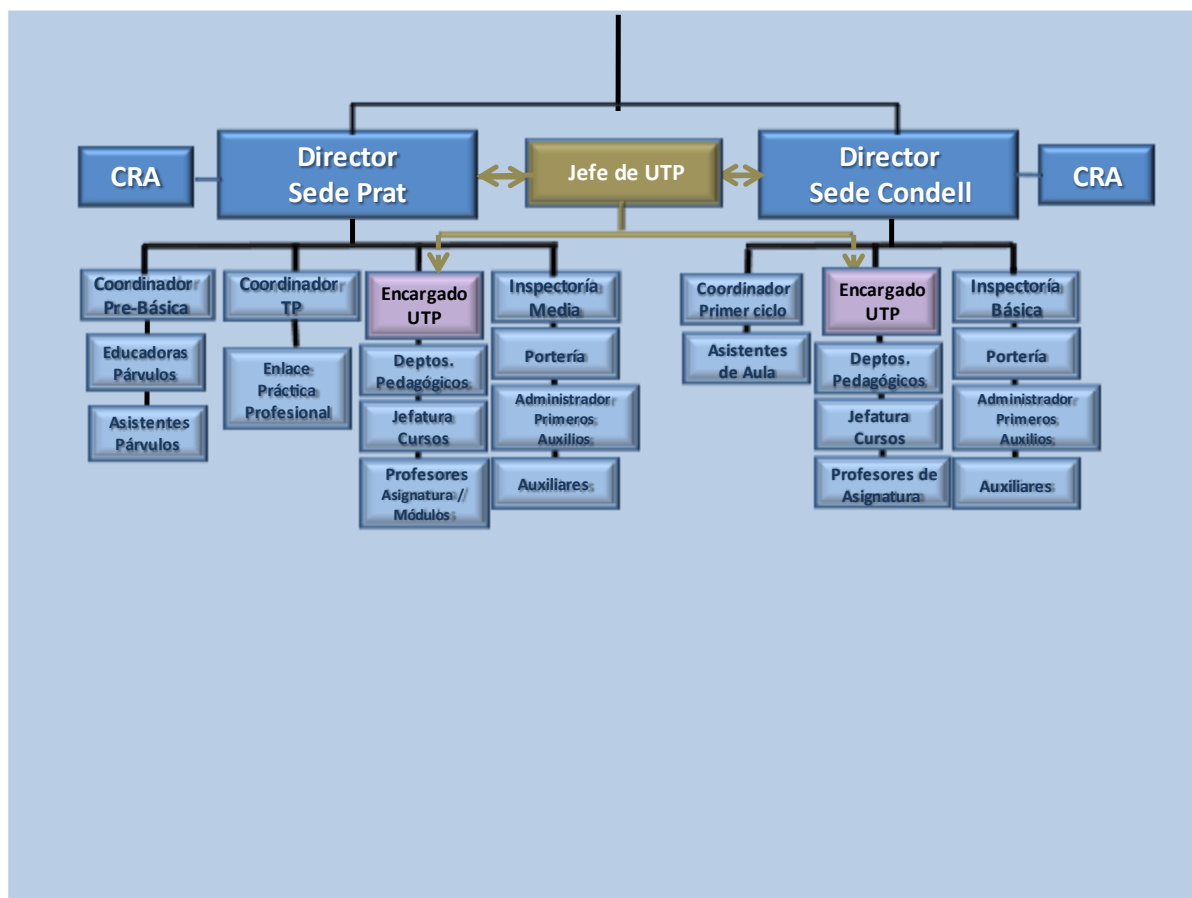 CRA
Director
Sede Prat
Jefe de UTP
Director
Sede Condell
CRA
Coordinador
Pre-Básica
Educadoras
Párvulos
Asistentes
Párvulos
Coordinador
TP
Enlace
Práctica
Profesional
Encargado
UTP
Deptos.
Pedagógicos
Jefatura
Cursos
Profesores
Asignatura /
Módulos
Inspectoría
Media
Portería
Administrador
Primeros
Auxilios
Auxiliares
Coordinador
Primer ciclo
Asistentes
de Aula
Encargado
UTP
Deptos.
Pedagógicos
Jefatura
Cursos
Profesores de
Asignatura
Inspectoría
Básica
Portería
Administrador
Primeros
Auxilios
Auxiliares